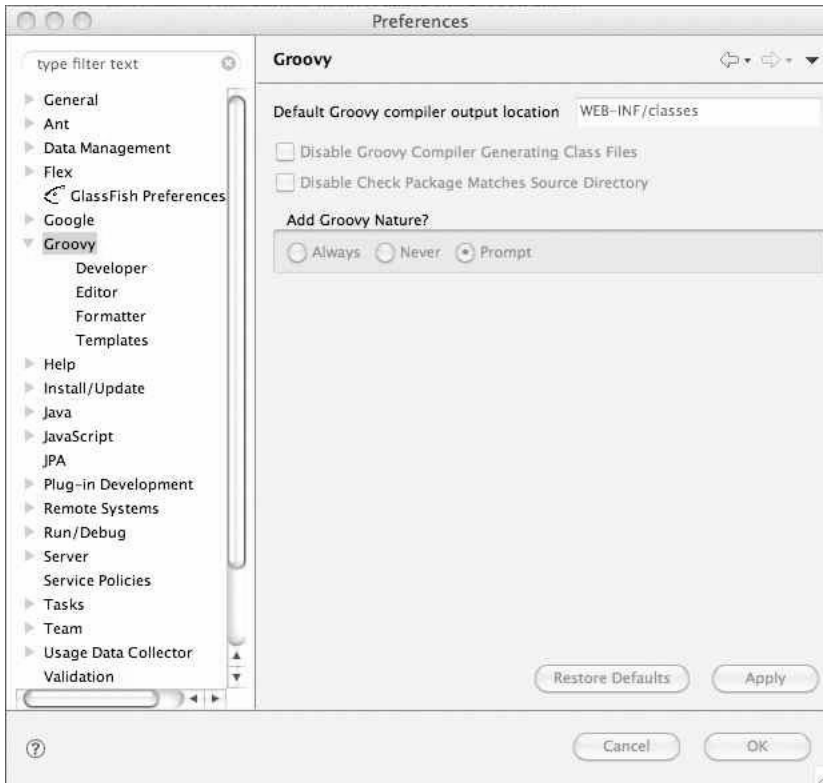 Preferences
type filter text
General
Ant
Data Management
Flex
GlassFish Preferences
Google
Groovy
Developer
Editor
Formatter
Templates
Help
Install/Update
Java
JavaScript
JPA
Plug-in Development
Remote Systems
Run/Debug
Server
Service Policies
Tasks
Team
Usage Data Collector
Validation
Groovy
Default Groovy compiler output location WEB-INF/classes
Disable Groovy Compiler Generating Class Files
Disable Check Package Matches Source Directory
Add Groovy Nature?
Always Never Prompt
Restore Defaults Apply
? Cancel OK